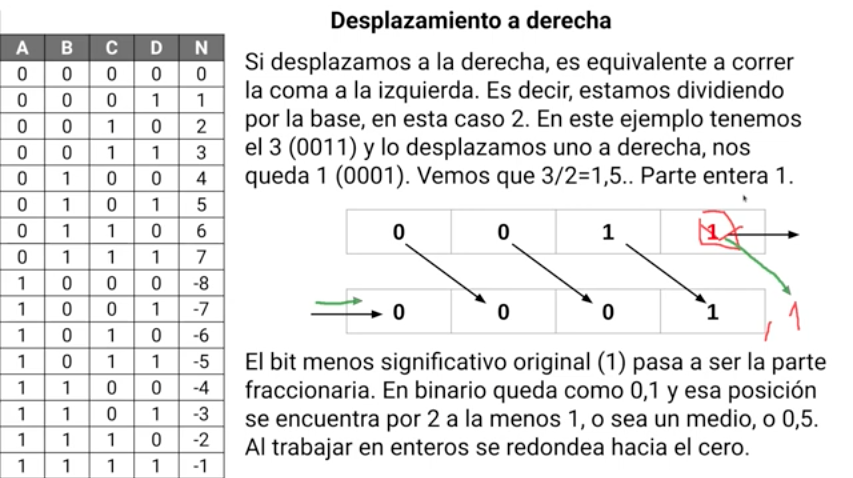 Desplazamiento a derecha
A B C D N
0 0 0 0 0
0 0 0 1 1
0 0 1 0 2
0 0 1 1 3
0 1 0 0 4
0 1 0 1 5
0 1 1 0 6
0 1 1 1 7
1 0 0 0 -8
1 0 0 1 -7
1 0 1 0 -6
1 0 1 1 -5
1 1 0 0 -4
1 1 0 1 -3
1 1 1 0 -2
1 1 1 1 -1
Si desplazamos a la derecha, es equivalente a correr
la coma a la izquierda. Es decir, estamos dividiendo
por la base, en esta caso 2. En este ejemplo tenemos
el 3 (0011) y lo desplazamos uno a derecha, nos
queda 1 (0001). Vemos que 3/2=1,5.. Parte entera 1.
0 0 1 1
0 0 0 1 , 1
El bit menos significativo original (1) pasa a ser la parte
fraccionaria. En binario queda como 0,1 y esa posición
se encuentra por 2 a la menos 1, o sea un medio, o 0,5.
Al trabajar en enteros se redondea hacia el cero.